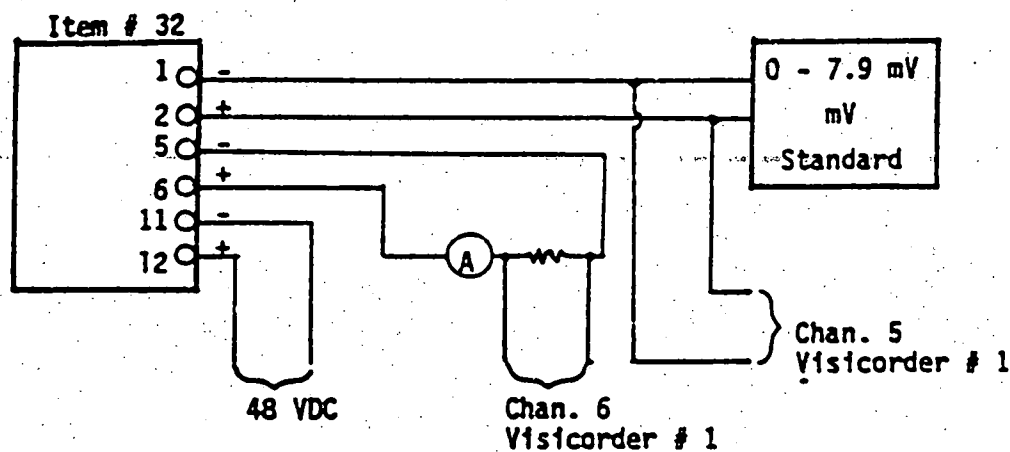 Item # 32
1 -
2 +
5 -
6 +
11 -
12 +
0 - 7.9 mV
mV
Standard
A
48 VDC
Chan. 6
Visicorder # 1
Chan. 5
Visicorder # 1